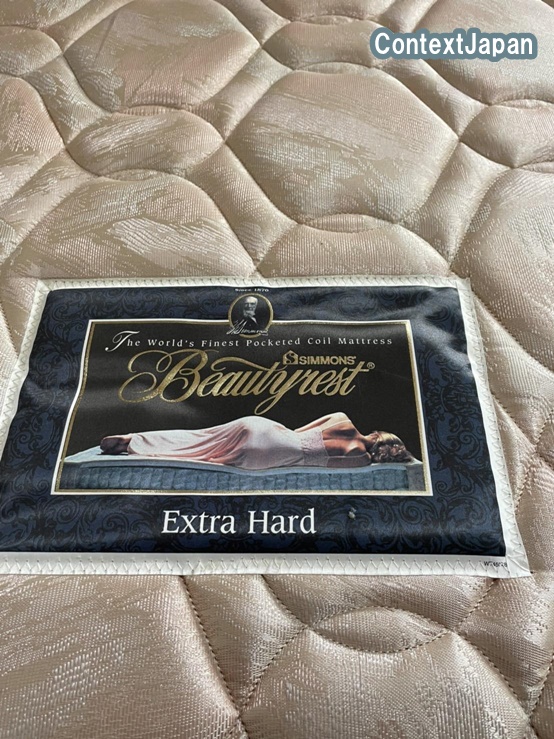 ContextJapan
Since 1870
The World's Finest Pocketed Coil Mattress
SIMMONS
Beautyrest®
Extra Hard